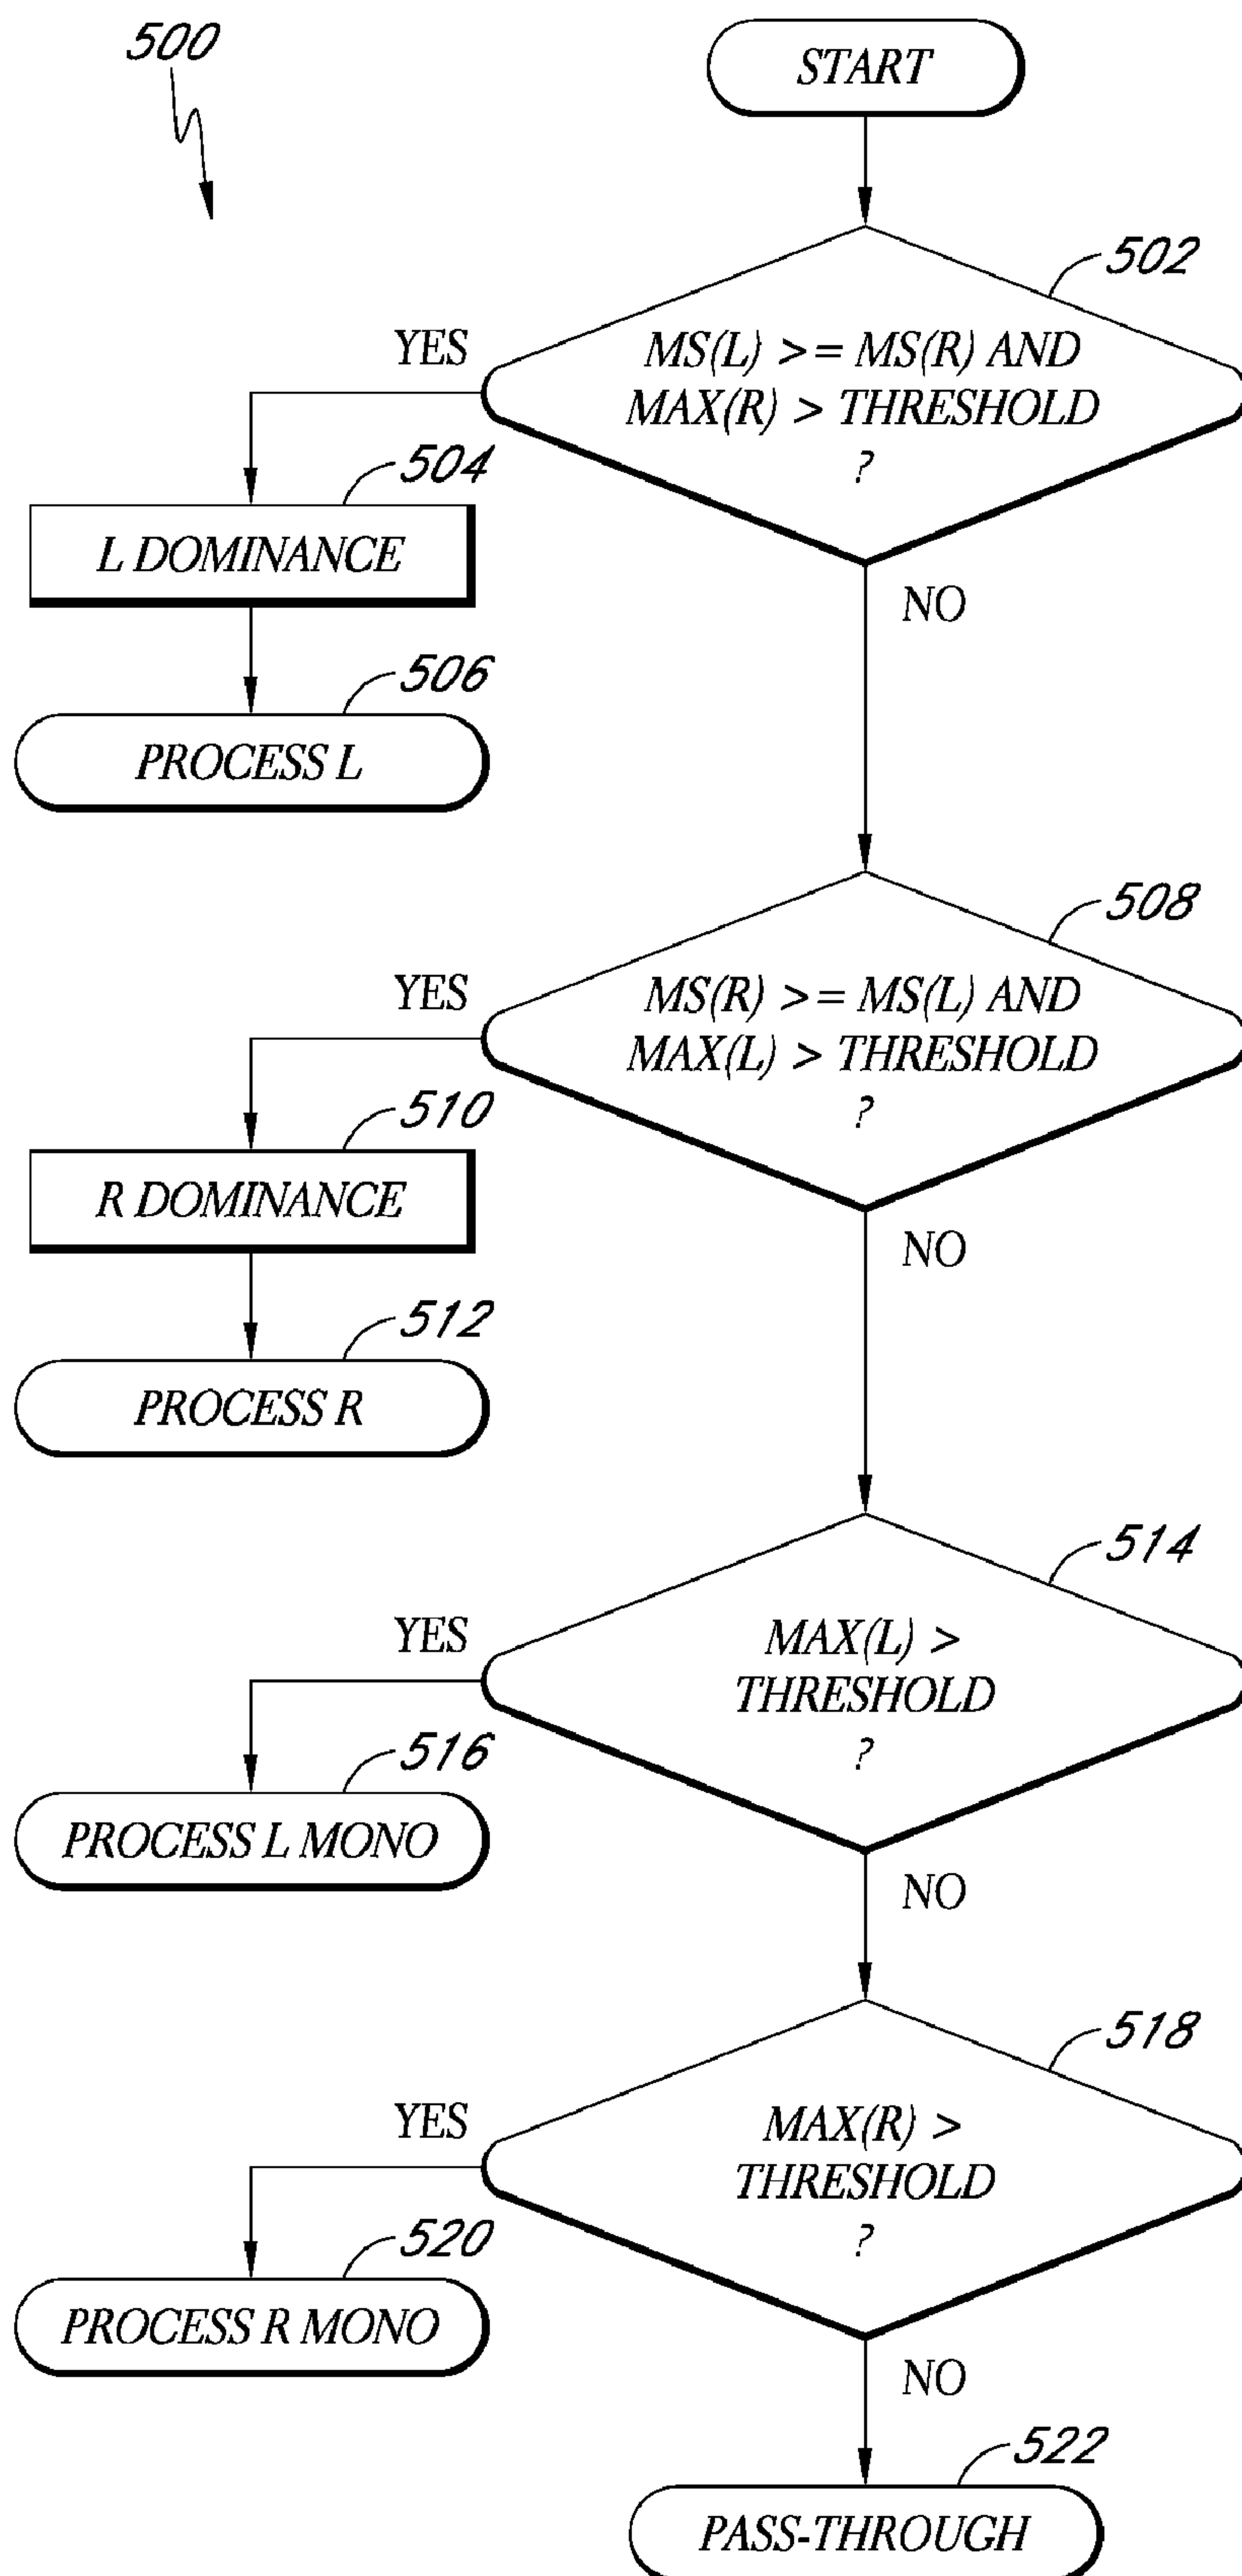 500
START
502
MS(L) >= MS(R) AND
MAX(R) > THRESHOLD
?
YES
504
L DOMINANCE
NO
506
PROCESS L
508
MS(R) >= MS(L) AND
MAX(L) > THRESHOLD
?
YES
510
R DOMINANCE
NO
512
PROCESS R
514
MAX(L) >
THRESHOLD
?
YES
516
PROCESS L MONO
NO
518
MAX(R) >
THRESHOLD
?
YES
520
PROCESS R MONO
NO
522
PASS-THROUGH